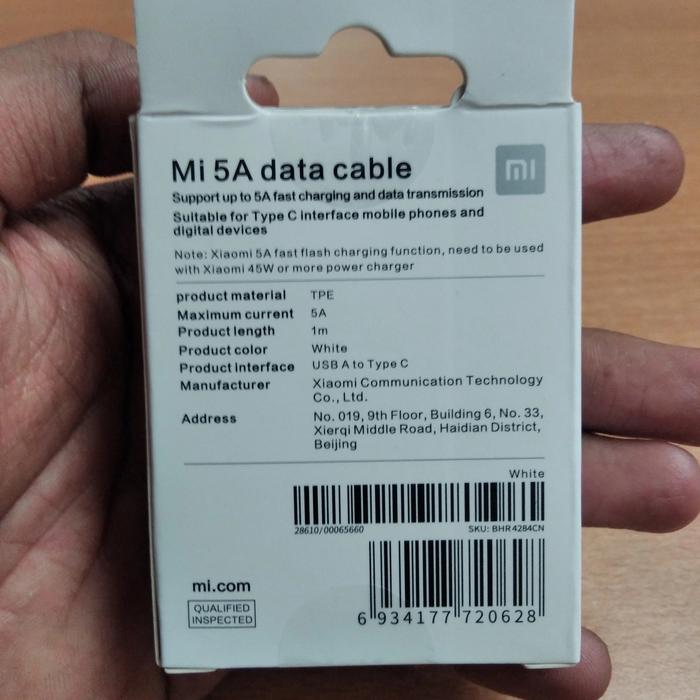 Mi 5A data cable
mi
Support up to 5A fast charging and data transmission
Suitable for Type C interface mobile phones and
digital devices
Note: Xiaomi 5A fast flash charging function, need to be used
with Xiaomi 45W or more power charger
product material TPE
Maximum current 5A
Product length 1m
Product color White
Product interface USB A to Type C
Manufacturer Xiaomi Communication Technology
Co., Ltd.
Address No. 019, 9th Floor, Building 6, No. 33,
Xierqi Middle Road, Haidian District,
Beijing
White
28610/00065660 SKU: BHR4284CN
mi.com
QUALIFIED
INSPECTED
6 934177 720628